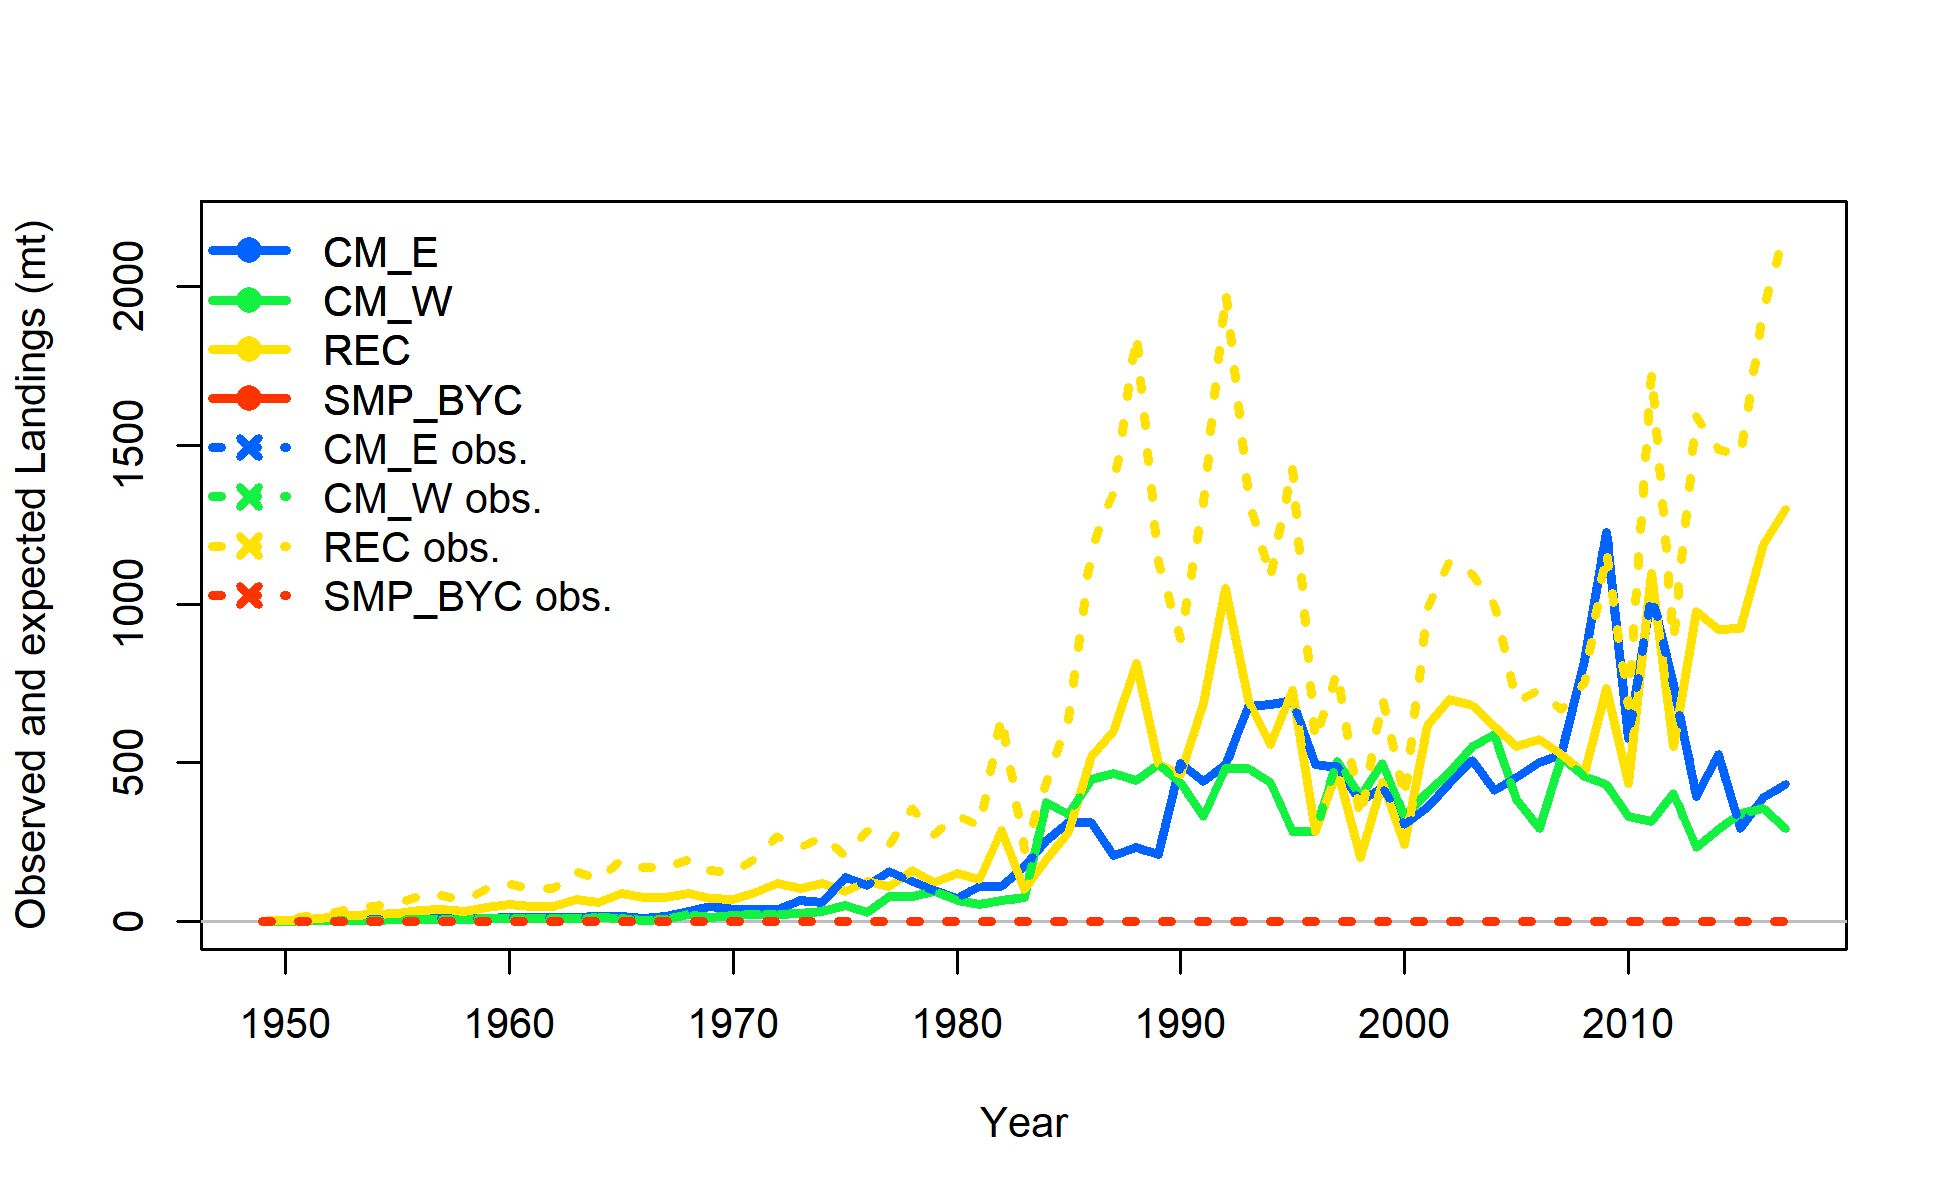 Observed and expected Landings (mt)
2000
1500
1000
500
0
CM_E
CM_W
REC
SMP_BYC
CM_E obs.
CM_W obs.
REC obs.
SMP_BYC obs.
1950 1960 1970 1980 1990 2000 2010
Year